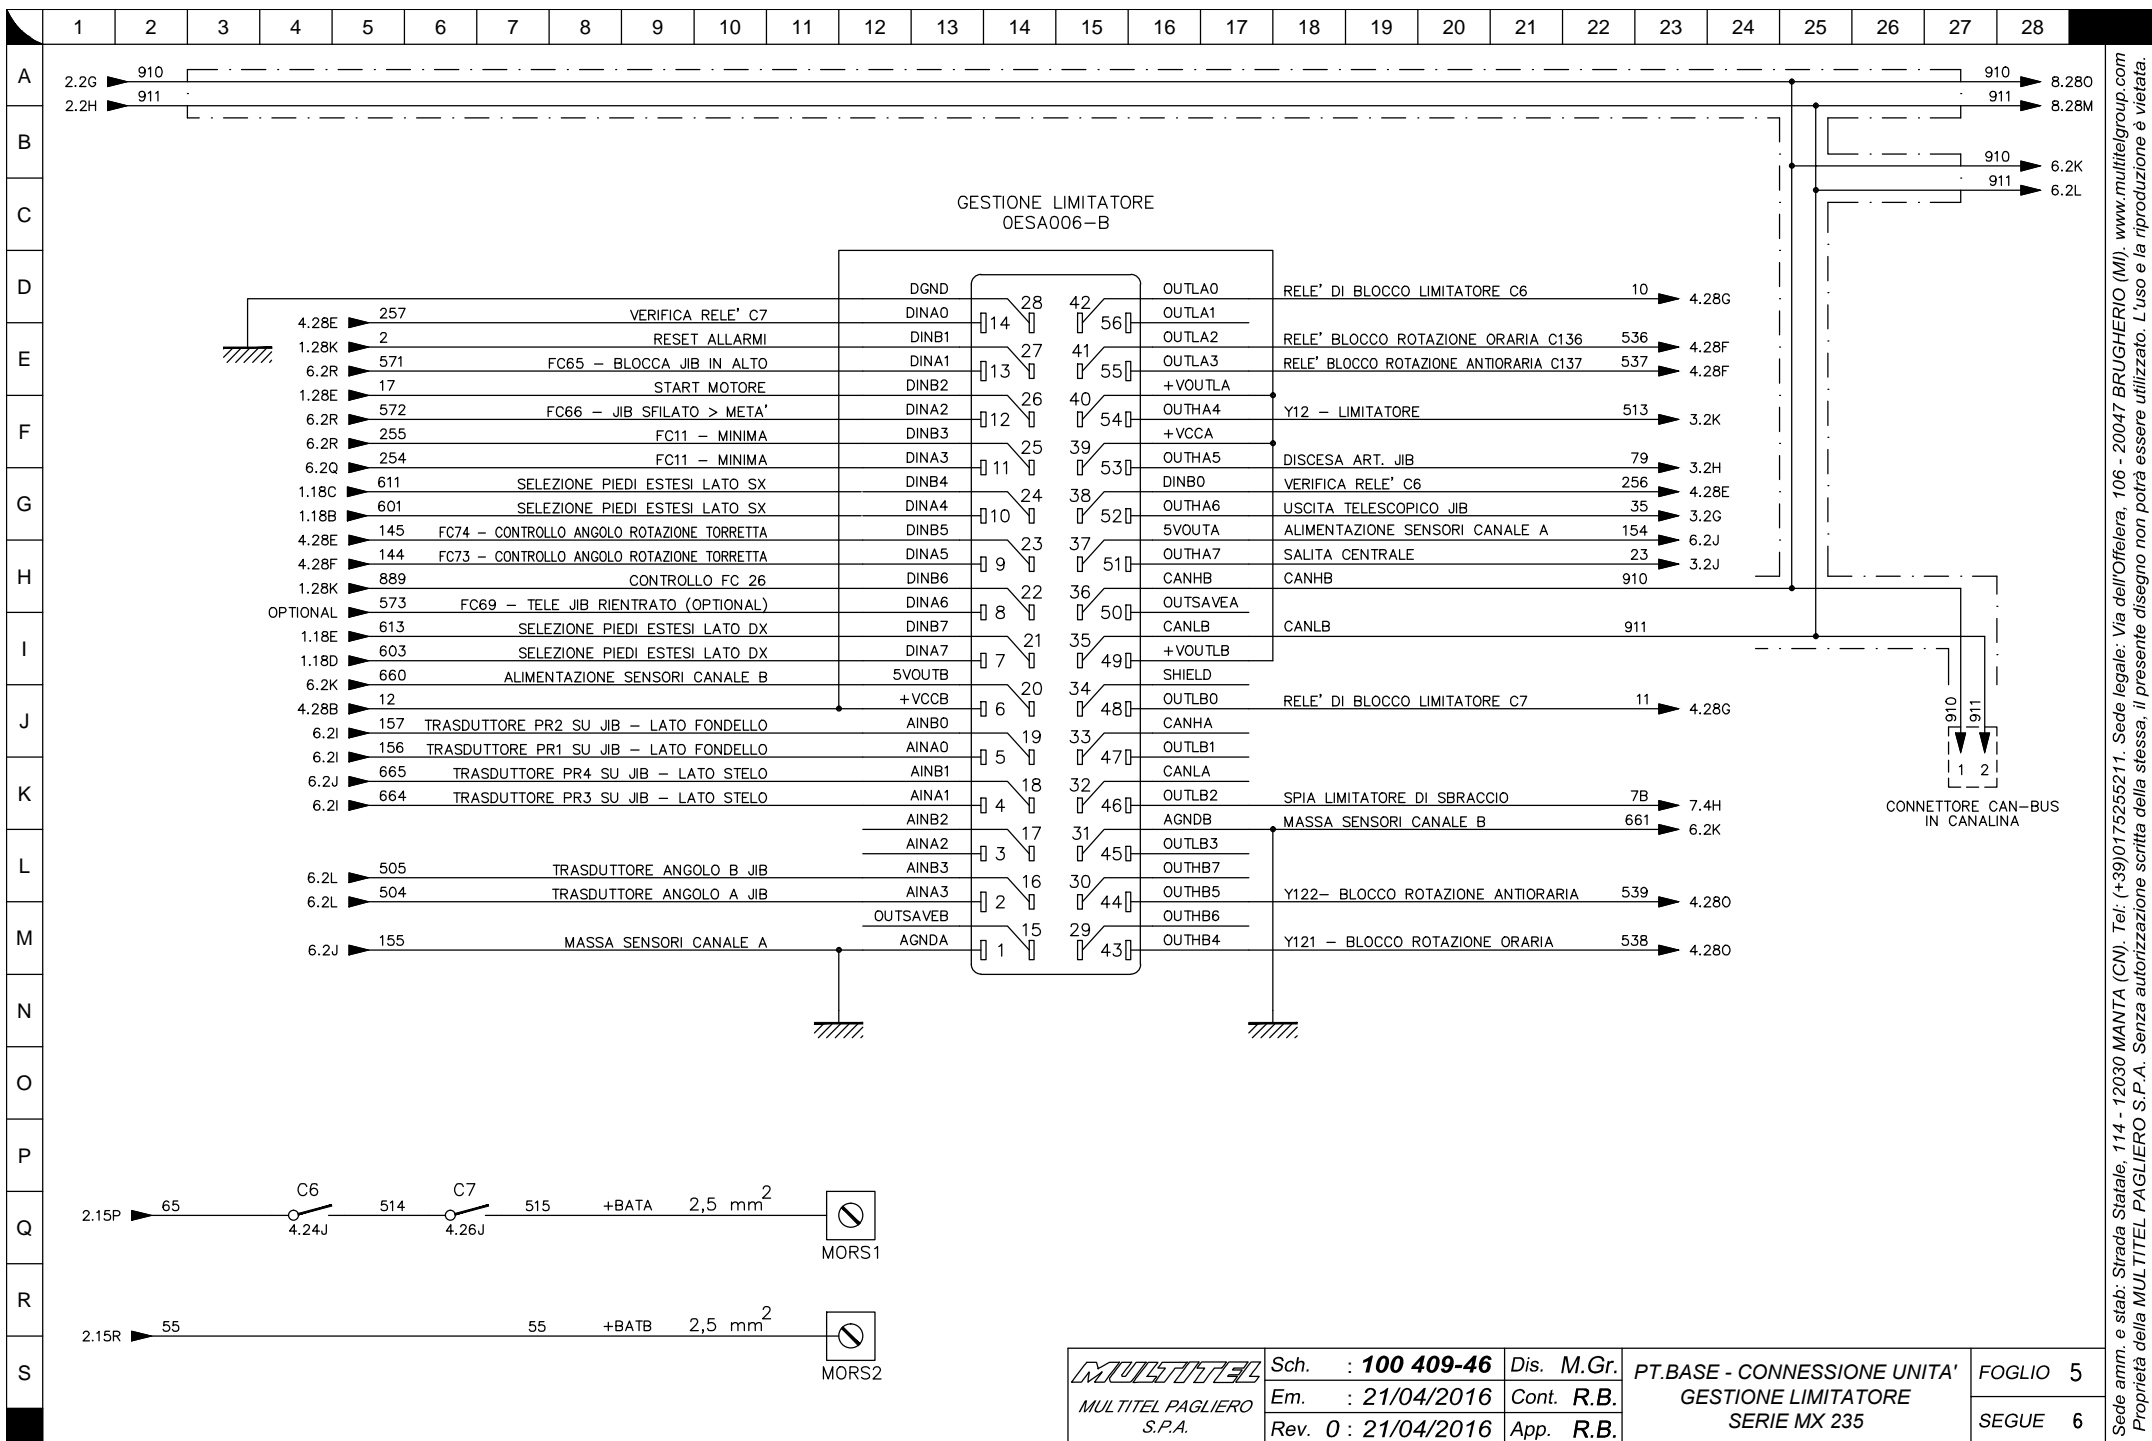 1 2 3 4 5 6 7 8 9 10 11 12 13 14 15 16 17 18 19 20 21 22 23 24 25 26 27 28
A
B
C
D
E
F
G
H
I
J
K
L
M
N
O
P
Q
R
S
2.2G 910 910 8.28O
2.2H 911 911 8.28M
910 6.2K
911 6.2L
GESTIONE LIMITATORE
OESA006-B
DGND 28
4.28E 257 VERIFICA RELE' C7 DINA0 14
1.28K 2 RESET ALLARMI DINB1 27
6.2R 571 FC65 - BLOCCA JIB IN ALTO DINA1 13
1.28E 17 START MOTORE DINB2 26
6.2R 572 FC66 - JIB SFILATO > META' DINA2 12
6.2R 255 FC11 - MINIMA DINB3 25
6.2Q 254 FC11 - MINIMA DINA3 11
1.18C 611 SELEZIONE PIEDI ESTESI LATO SX DINB4 24
1.18B 601 SELEZIONE PIEDI ESTESI LATO SX DINA4 10
4.28E 145 FC74 - CONTROLLO ANGOLO ROTAZIONE TORRETTA DINB5 23
4.28F 144 FC73 - CONTROLLO ANGOLO ROTAZIONE TORRETTA DINA5 9
1.28K 889 CONTROLLO FC 26 DINB6 22
OPTIONAL 573 FC69 - TELE JIB RIENTRATO (OPTIONAL) DINA6 8
1.18E 613 SELEZIONE PIEDI ESTESI LATO DX DINB7 21
1.18D 603 SELEZIONE PIEDI ESTESI LATO DX DINA7 7
6.2K 660 ALIMENTAZIONE SENSORI CANALE B 5VOUTB 20
4.28B 12 +VCCB 6
6.2I 157 TRASDUTTORE PR2 SU JIB - LATO FONDELLO AINB0 19
6.2I 156 TRASDUTTORE PR1 SU JIB - LATO FONDELLO AINA0 5
6.2J 665 TRASDUTTORE PR4 SU JIB - LATO STELO AINB1 18
6.2I 664 TRASDUTTORE PR3 SU JIB - LATO STELO AINA1 4
AINB2 17
AINA2 3
6.2L 505 TRASDUTTORE ANGOLO B JIB AINB3 16
6.2L 504 TRASDUTTORE ANGOLO A JIB AINA3 2
OUTSAVEB 15
6.2J 155 MASSA SENSORI CANALE A AGNDA 1
42 OUTLA0 RELE' DI BLOCCO LIMITATORE C6 10 4.28G
56 OUTLA1
41 OUTLA2 RELE' BLOCCO ROTAZIONE ORARIA C136 536 4.28F
55 OUTLA3 RELE' BLOCCO ROTAZIONE ANTIORARIA C137 537 4.28F
40 +VOUTLA
54 OUTHA4 Y12 - LIMITATORE 513 3.2K
39 +VCCA
53 OUTHA5 DISCESA ART. JIB 79 3.2H
38 DINB0 VERIFICA RELE' C6 256 4.28E
52 OUTHA6 USCITA TELESCOPICO JIB 35 3.2G
37 5VOUTA ALIMENTAZIONE SENSORI CANALE A 154 6.2J
51 OUTHA7 SALITA CENTRALE 23 3.2J
36 CANHB CANHB 910
50 OUTSAVEA
35 CANLB CANLB 911
49 +VOUTLB
34 SHIELD
48 OUTLB0 RELE' DI BLOCCO LIMITATORE C7 11 4.28G
33 CANHA
47 OUTLB1
32 CANLA
46 OUTLB2 SPIA LIMITATORE DI SBRACCIO 7B 7.4H
31 AGNDB MASSA SENSORI CANALE B 661 6.2K
45 OUTLB3
30 OUTHB7
44 OUTHB5 Y122- BLOCCO ROTAZIONE ANTIORARIA 539 4.28O
29 OUTHB6
43 OUTHB4 Y121 - BLOCCO ROTAZIONE ORARIA 538 4.28O
910 911
1 2
CONNETTORE CAN-BUS
IN CANALINA
C6 C7
2.15P 65 514 515 +BATA 2,5 mm2
4.24J 4.26J
MORS1
2.15R 55 55 +BATB 2,5 mm2
MORS2
MULTITEL
MULTITEL PAGLIERO
S.P.A.
Sch. : 100 409-46 Dis. M.Gr.
Em. : 21/04/2016 Cont. R.B.
Rev. 0 : 21/04/2016 App. R.B.
PT.BASE - CONNESSIONE UNITA'
GESTIONE LIMITATORE
SERIE MX 235
FOGLIO 5
SEGUE 6
Sede amm. e stab: Strada Statale, 114 - 12030 MANTA (CN). Tel: (+39)0175255211. Sede legale: Via dell'Offelera, 106 - 20047 BRUGHERIO (MI). www.multitelgroup.com
Proprietà della MULTITEL PAGLIERO S.P.A. Senza autorizzazione scritta della stessa, il presente disegno non potrà essere utilizzato. L'uso e la riproduzione è vietata.